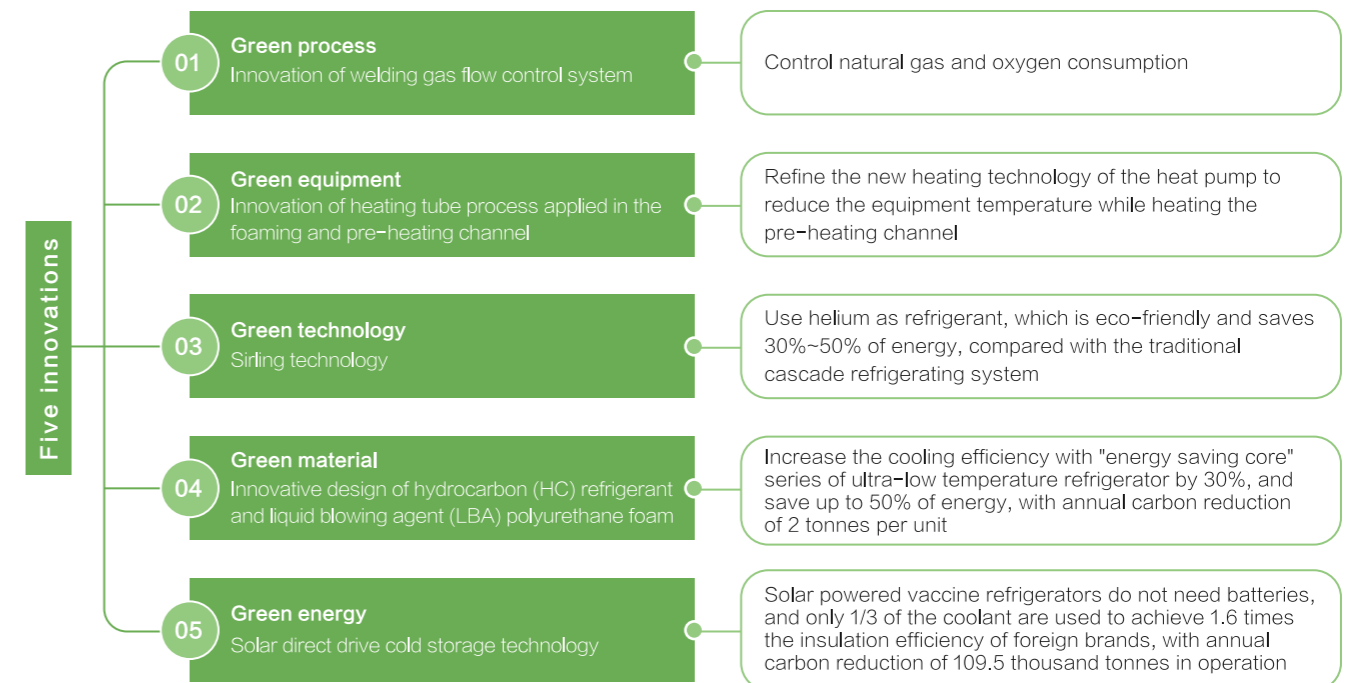 Five innovations
01
Green process
Innovation of welding gas flow control system
Control natural gas and oxygen consumption
02
Green equipment
Innovation of heating tube process applied in the
foaming and pre-heating channel
Refine the new heating technology of the heat pump to
reduce the equipment temperature while heating the
pre-heating channel
03
Green technology
Sirling technology
Use helium as refrigerant, which is eco-friendly and saves
30%~50% of energy, compared with the traditional
cascade refrigerating system
04
Green material
Innovative design of hydrocarbon (HC) refrigerant
and liquid blowing agent (LBA) polyurethane foam
Increase the cooling efficiency with "energy saving core"
series of ultra-low temperature refrigerator by 30%, and
save up to 50% of energy, with annual carbon reduction
of 2 tonnes per unit
05
Green energy
Solar direct drive cold storage technology
Solar powered vaccine refrigerators do not need batteries,
and only 1/3 of the coolant are used to achieve 1.6 times
the insulation efficiency of foreign brands, with annual
carbon reduction of 109.5 thousand tonnes in operation